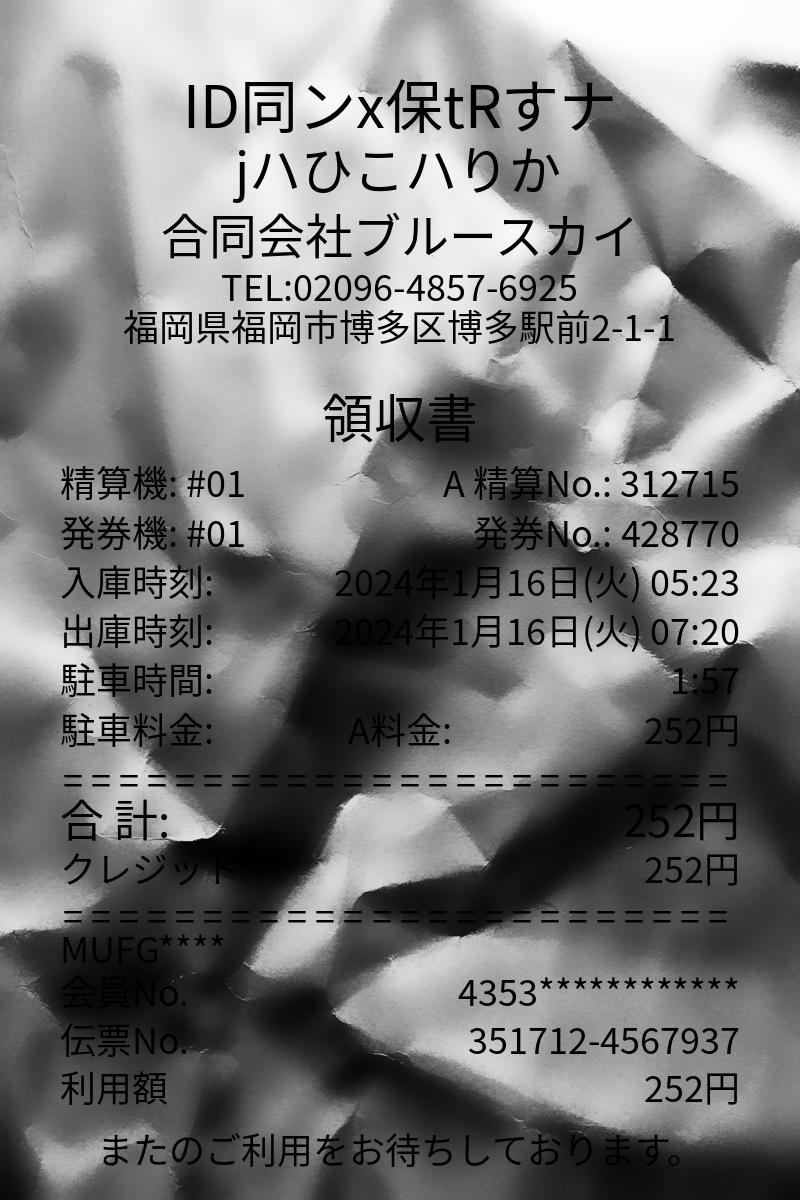 ID同ンx保tRすナ
jハひこハりか
合同会社ブルースカイ
TEL:02096-4857-6925
福岡県福岡市博多区博多駅前2-1-1
領収書
精算機: #01 A 精算No.: 312715
発券機: #01 発券No.: 428770
入庫時刻: 2024年1月16日(火) 05:23
出庫時刻: 2024年1月16日(火) 07:20
駐車時間: 1:57
駐車料金: A料金: 252円
========================
合 計: 252円
クレジット 252円
========================
MUFG****
会員No. 4353************
伝票No. 351712-4567937
利用額 252円
またのご利用をお待ちしております。